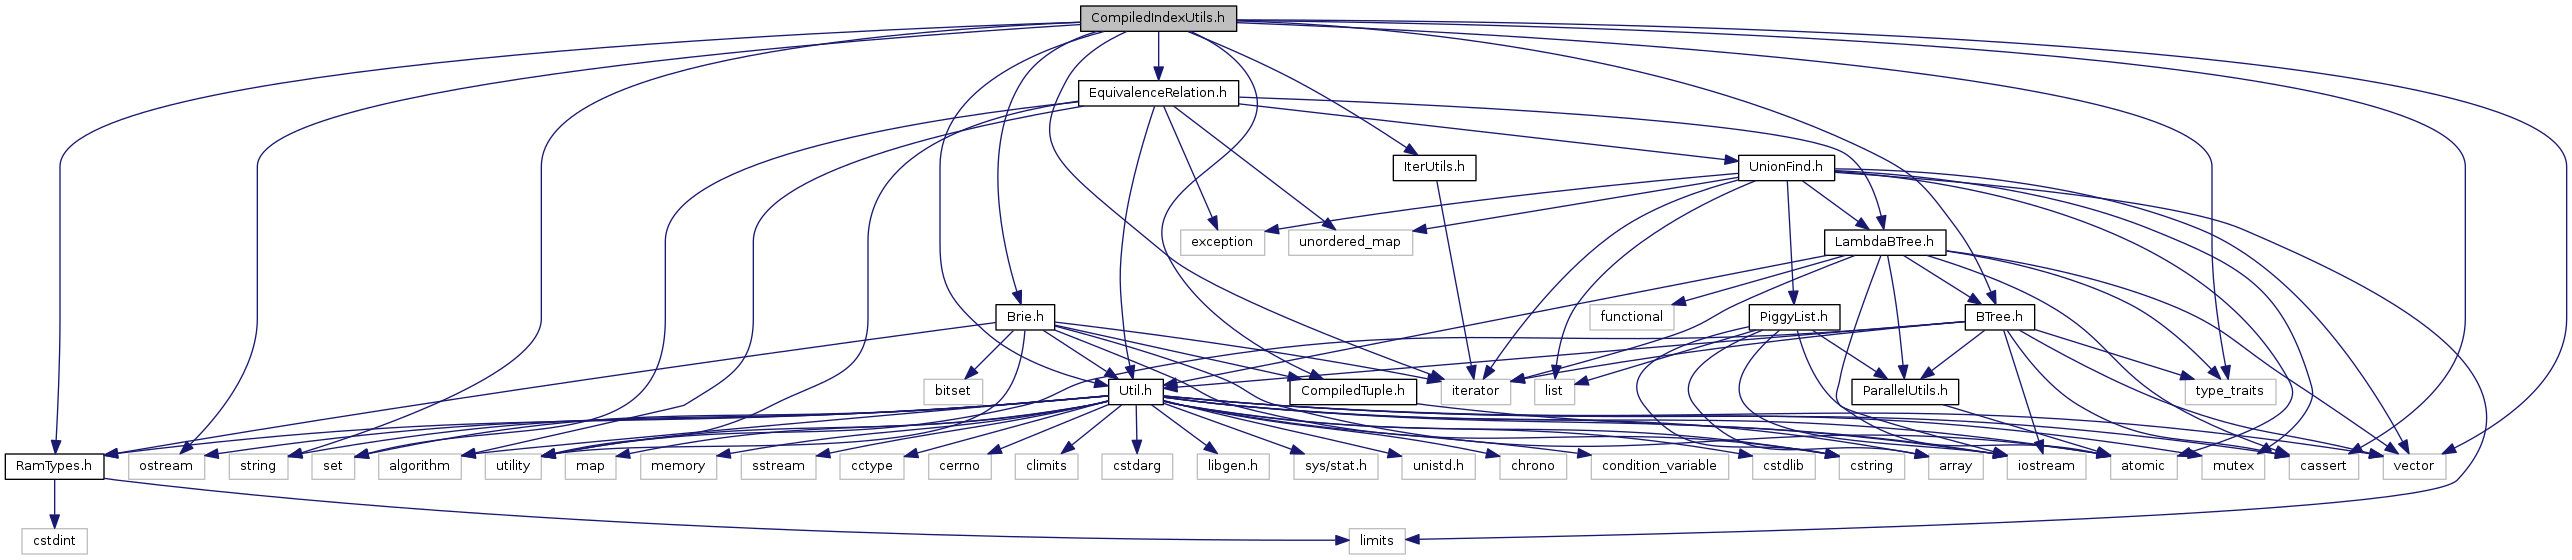 CompiledIndexUtils.h
EquivalenceRelation.h
IterUtils.h
UnionFind.h
exception
unordered_map
LambdaBTree.h
Brie.h
functional
PiggyList.h
BTree.h
bitset
Util.h
CompiledTuple.h
iterator
list
ParallelUtils.h
type_traits
RamTypes.h
ostream
string
set
algorithm
utility
map
memory
sstream
cctype
cerrno
climits
cstdarg
libgen.h
sys/stat.h
unistd.h
chrono
condition_variable
cstdlib
cstring
array
iostream
atomic
mutex
cassert
vector
cstdint
limits